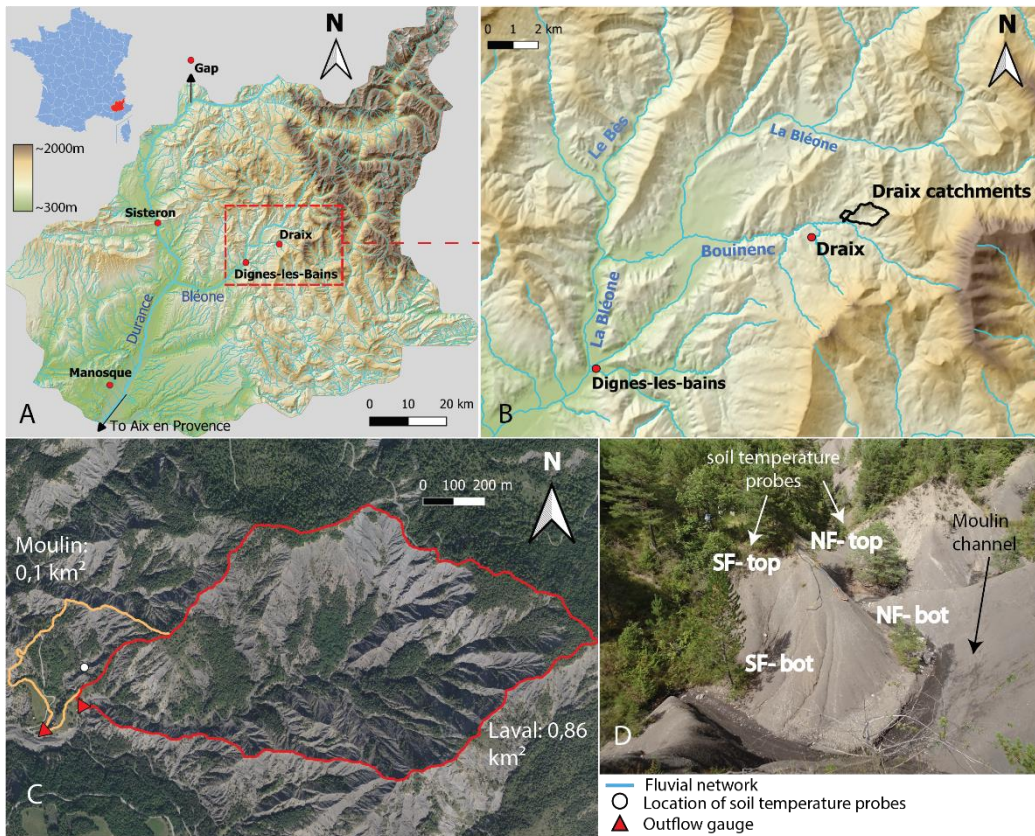 N
Gap
~2000m
~300m
Sisteron
Draix
Dignes-les-Bains
Bléone
Durance
Manosque
0 10 20 km
A
To Aix en Provence
0 1 2 km
N
Le Bès
La Bléone
Draix catchments
Bouinenc
Draix
La Bléone
Dignes-les-bains
B
N
0 100 200 m
Moulin:
0,1 km²
Laval: 0,86
km²
C
soil temperature
probes
Moulin
channel
NF-top
SF-top
NF-bot
SF-bot
D
Fluvial network
Location of soil temperature probes
Outflow gauge